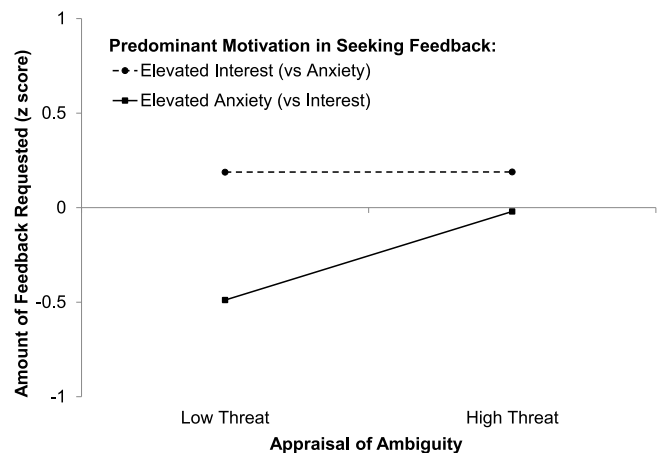 1
Predominant Motivation in Seeking Feedback:
Elevated Interest (vs Anxiety)
Elevated Anxiety (vs Interest)
0.5
0
-0.5
-1
Amount of Feedback Requested (z score)
Low Threat
High Threat
Appraisal of Ambiguity